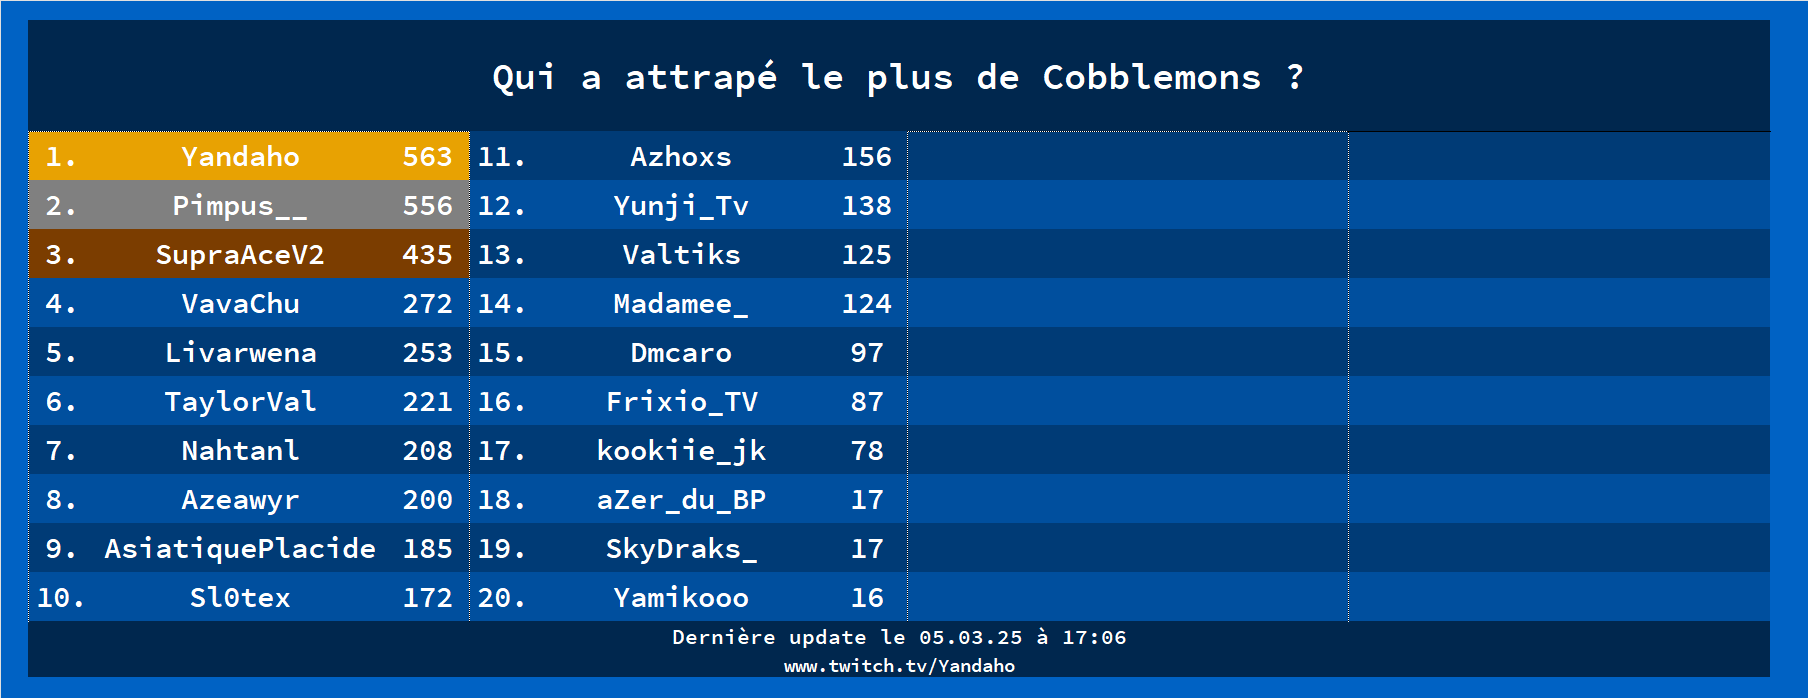 Qui a attrapé le plus de Cobblemons ?
1. Yandaho 563
2. Pimpus__ 556
3. SupraAceV2 435
4. VavaChu 272
5. Livarwena 253
6. TaylorVal 221
7. Nahtanl 208
8. Azeawyr 200
9. AsiatiquePlacide 185
10. Sl0tex 172
11. Azhoxs 156
12. Yunji_Tv 138
13. Valtiks 125
14. Madamee_ 124
15. Dmcaro 97
16. Frixio_TV 87
17. kookiie_jk 78
18. aZer_du_BP 17
19. SkyDraks_ 17
20. Yamikooo 16
Dernière update le 05.03.25 à 17:06
www.twitch.tv/Yandaho